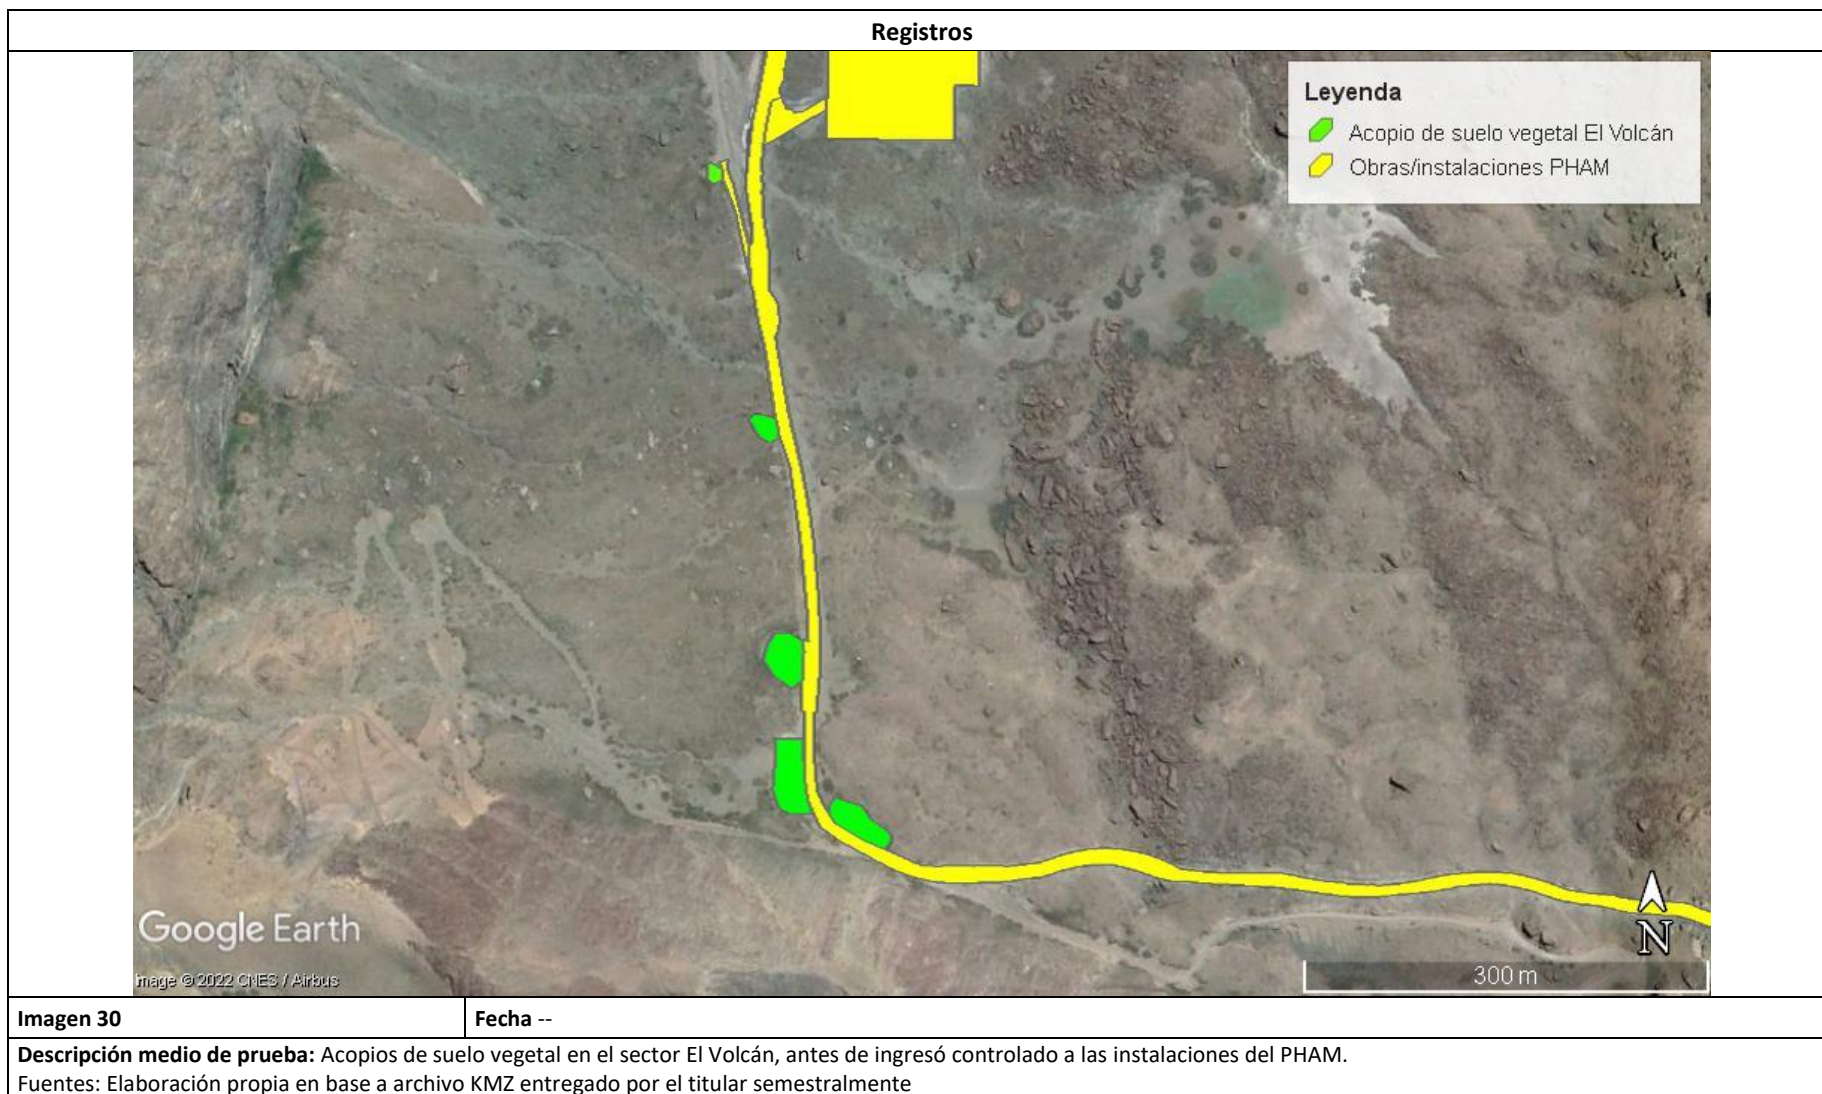 Registros
Leyenda
Acopio de suelo vegetal El Volcán
Obras/instalaciones PHAM
Google Earth
Image © 2022 CNES / Airbus
N
300 m
Imagen 30
Fecha --
Descripción medio de prueba: Acopios de suelo vegetal en el sector El Volcán, antes de ingresó controlado a las instalaciones del PHAM.
Fuentes: Elaboración propia en base a archivo KMZ entregado por el titular semestralmente